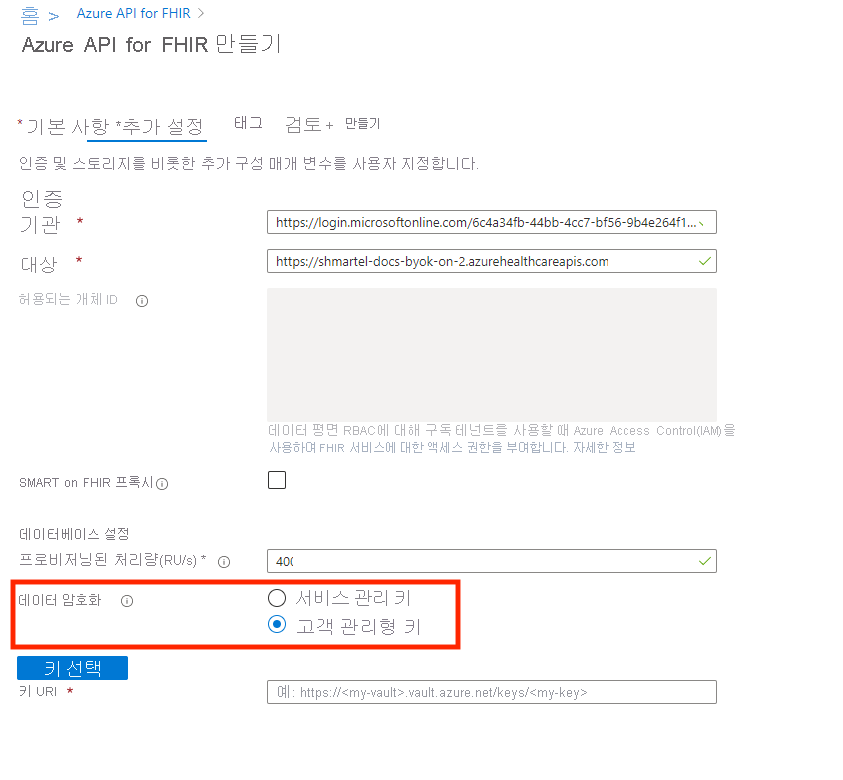 홈 > Azure API for FHIR >
Azure API for FHIR 만들기
* 기본 사항 *추가 설정 태그 검토 + 만들기
인증 및 스토리지를 비롯한 추가 구성 매개 변수를 사용자 지정합니다.
인증
기관 * https://login.microsoftonline.com/6c4a34fb-44bb-4cc7-bf56-9b4e264f1...
대상 * https://shmartel-docs-byok-on-2.azurehealthcareapis.com
허용되는 개체 ID
데이터 평면 RBAC에 대해 구독 테넌트를 사용할 때 Azure Access Control(IAM)을
사용하여 FHIR 서비스에 대한 액세스 권한을 부여합니다. 자세한 정보
SMART on FHIR 프록시
데이터베이스 설정
프로비저닝된 처리량(RU/s) * 400
데이터 암호화 서비스 관리 키
고객 관리형 키
키 선택
키 URI * 예: https://<my-vault>.vault.azure.net/keys/<my-key>